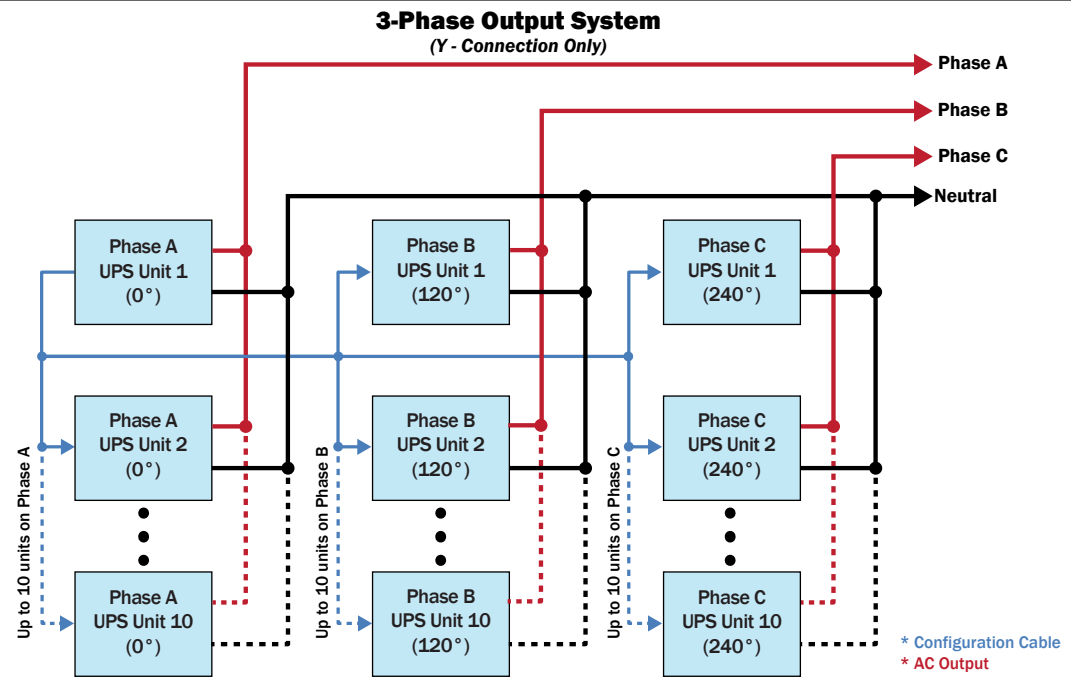 3-Phase Output System
(Y - Connection Only)
Phase A
Phase B
Phase C
Neutral
Phase A
UPS Unit 1
(0°)
Phase B
UPS Unit 1
(120°)
Phase C
UPS Unit 1
(240°)
Phase A
UPS Unit 2
(0°)
Phase B
UPS Unit 2
(120°)
Phase C
UPS Unit 2
(240°)
Up to 10 units on Phase A
Up to 10 units on Phase B
Up to 10 units on Phase C
Phase A
UPS Unit 10
(0°)
Phase B
UPS Unit 10
(120°)
Phase C
UPS Unit 10
(240°)
* Configuration Cable
* AC Output